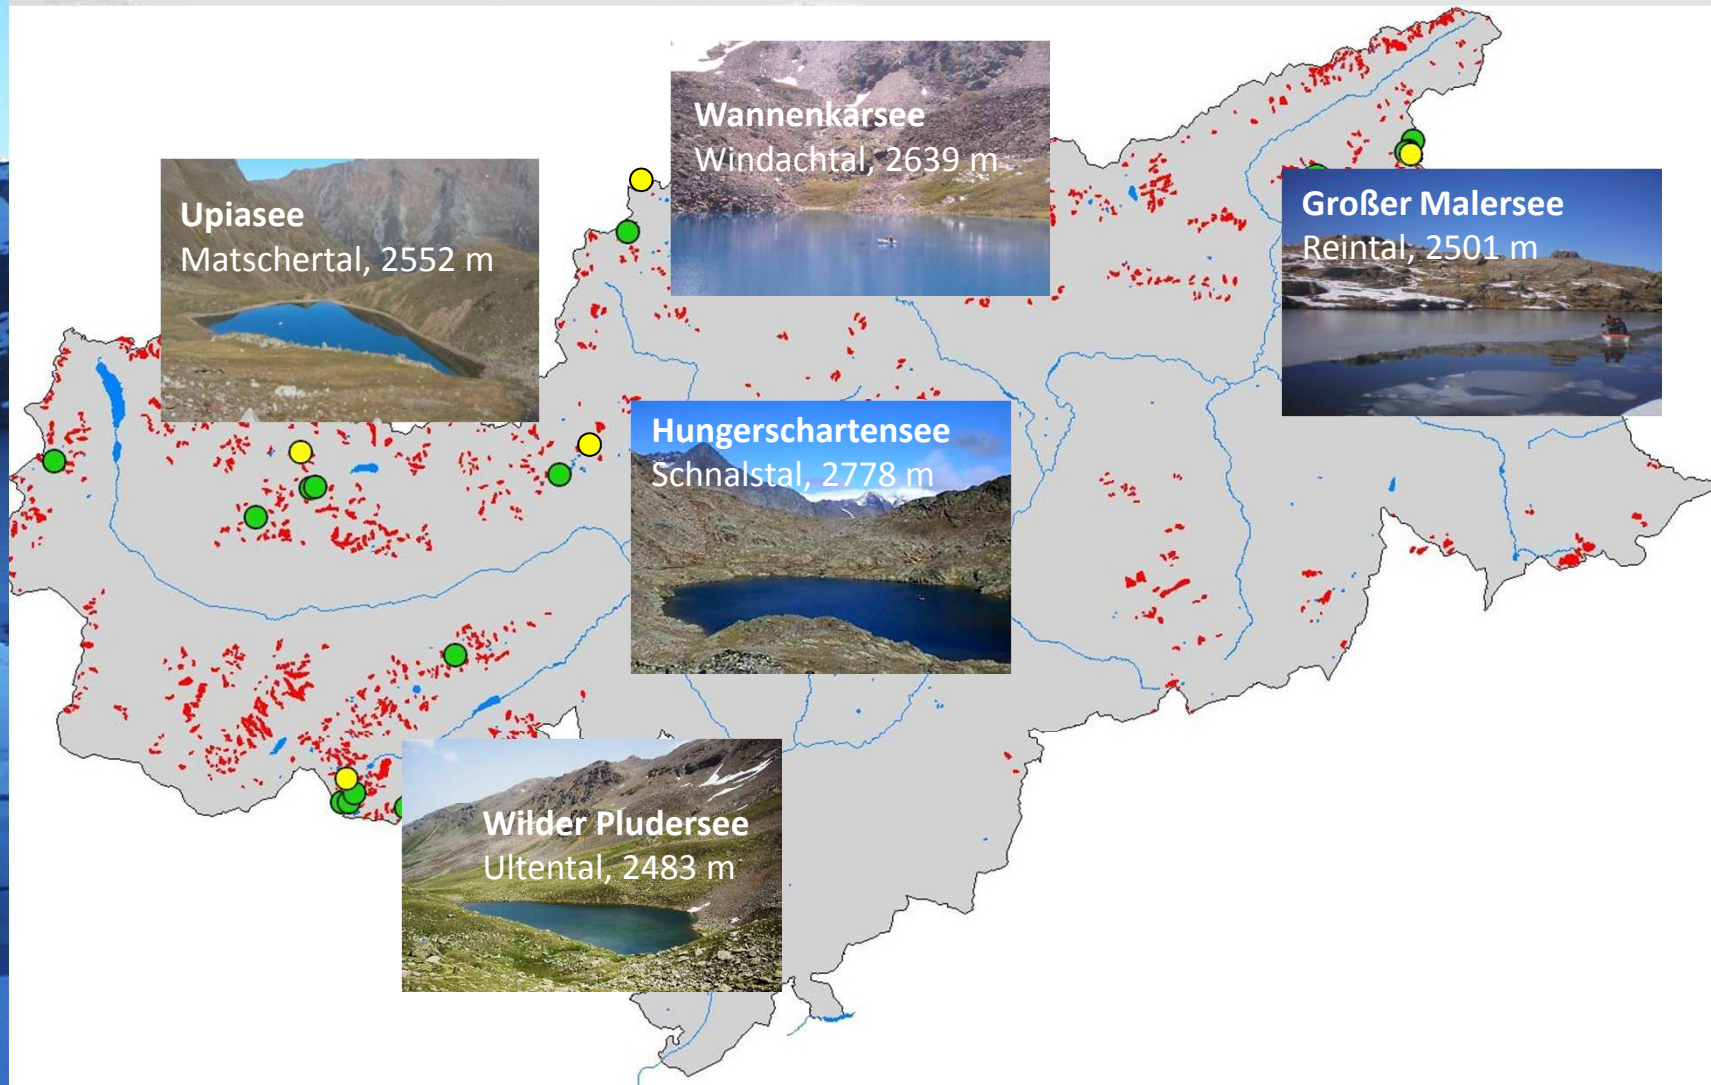 Wannenkarsee
Windachtal, 2639 m
Upiasee
Matschertal, 2552 m
Großer Malersee
Reintal, 2501 m
Hungerschartensee
Schnalstal, 2778 m
Wilder Pludersee
Ultental, 2483 m